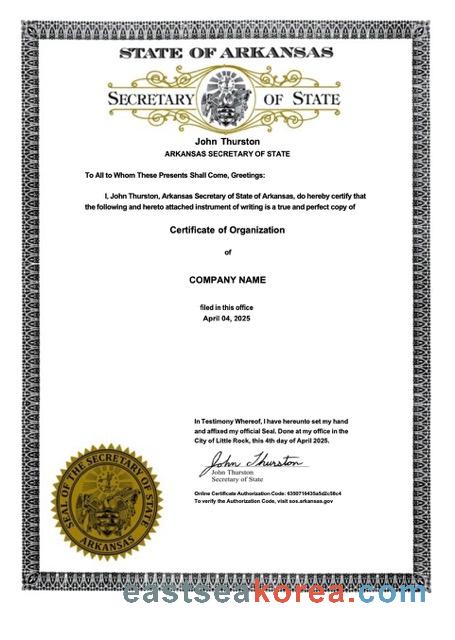 STATE OF ARKANSAS
SECRETARY OF STATE
John Thurston
ARKANSAS SECRETARY OF STATE
To All to Whom These Presents Shall Come, Greetings:
I, John Thurston, Arkansas Secretary of State of Arkansas, do hereby certify that
the following and hereto attached instrument of writing is a true and perfect copy of
Certificate of Organization
of
COMPANY NAME
filed in this office
April 04, 2025
In Testimony Whereof, I have hereunto set my hand
and affixed my official Seal. Done at my office in the
City of Little Rock, this 4th day of April 2025.
John Thurston
John Thurston
Secretary of State
Online Certificate Authorization Code: 6350716435a5d2c56c4
To verify the Authorization Code, visit sos.arkansas.gov
SEAL OF THE SECRETARY OF STATE
ARKANSAS
eastseakorea.com